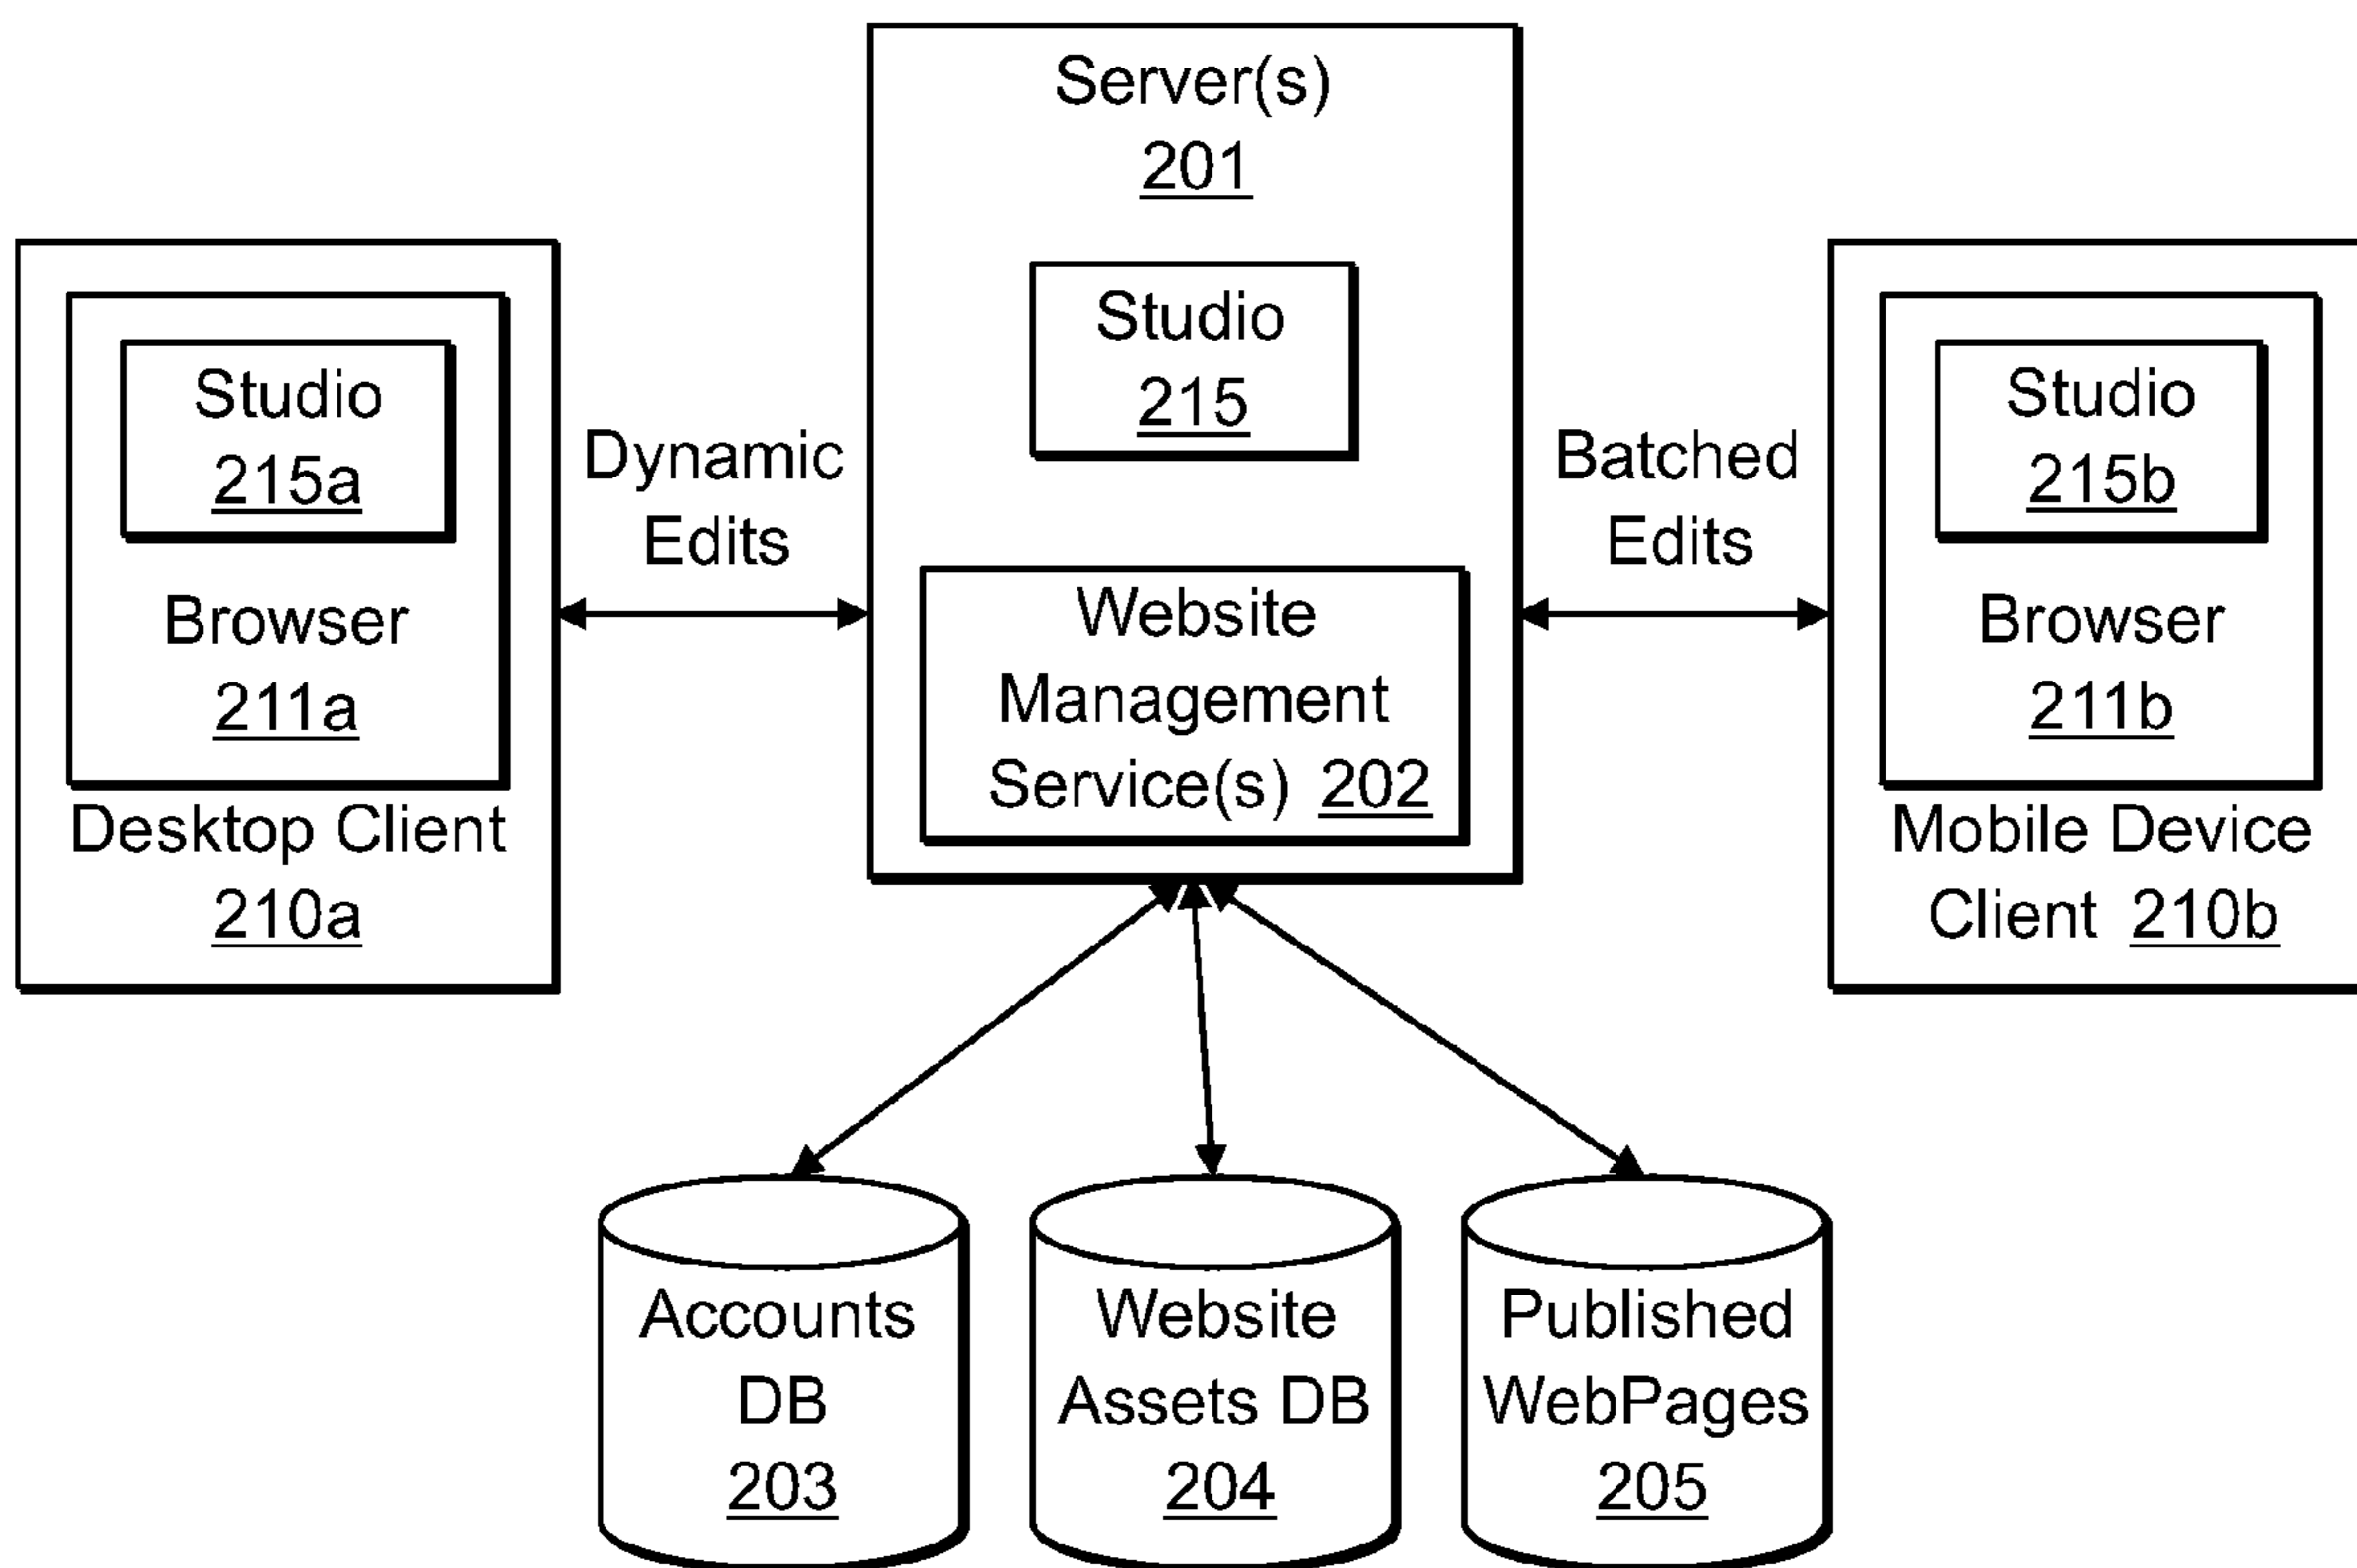 Server(s)
201
Studio
215
Website
Management
Service(s) 202
Studio
215a
Browser
211a
Desktop Client
210a
Dynamic
Edits
Batched
Edits
Studio
215b
Browser
211b
Mobile Device
Client 210b
Accounts
DB
203
Website
Assets DB
204
Published
WebPages
205